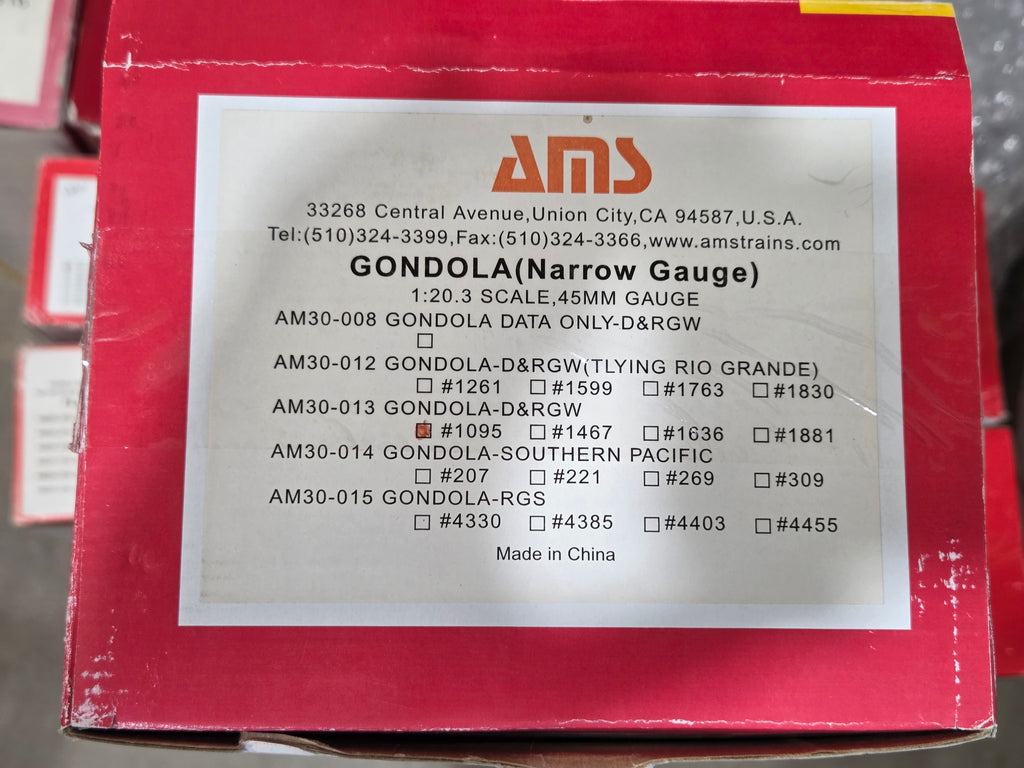 AMS
33268 Central Avenue,Union City,CA 94587,U.S.A.
Tel:(510)324-3399,Fax:(510)324-3366,www.amstrains.com
GONDOLA(Narrow Gauge)
1:20.3 SCALE,45MM GAUGE
AM30-008 GONDOLA DATA ONLY-D&RGW
AM30-012 GONDOLA-D&RGW(TLYING RIO GRANDE)
#1261 #1599 #1763 #1830
AM30-013 GONDOLA-D&RGW
#1095 #1467 #1636 #1881
AM30-014 GONDOLA-SOUTHERN PACIFIC
#207 #221 #269 #309
AM30-015 GONDOLA-RGS
#4330 #4385 #4403 #4455
Made in China